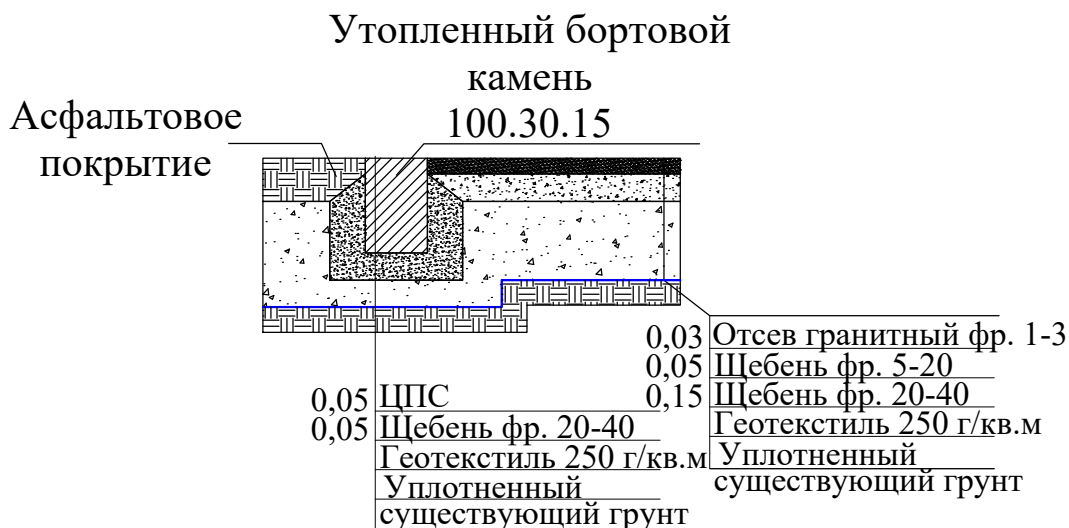 Утопленный бортовой
камень
100.30.15
Асфальтовое
покрытие
0,03 Отсев гранитный фр. 1-3
0,05 Щебень фр. 5-20
0,15 Щебень фр. 20-40
Геотекстиль 250 г/кв.м
Уплотненный
существующий грунт
0,05 ЦПС
0,05 Щебень фр. 20-40
Геотекстиль 250 г/кв.м
Уплотненный
существующий грунт